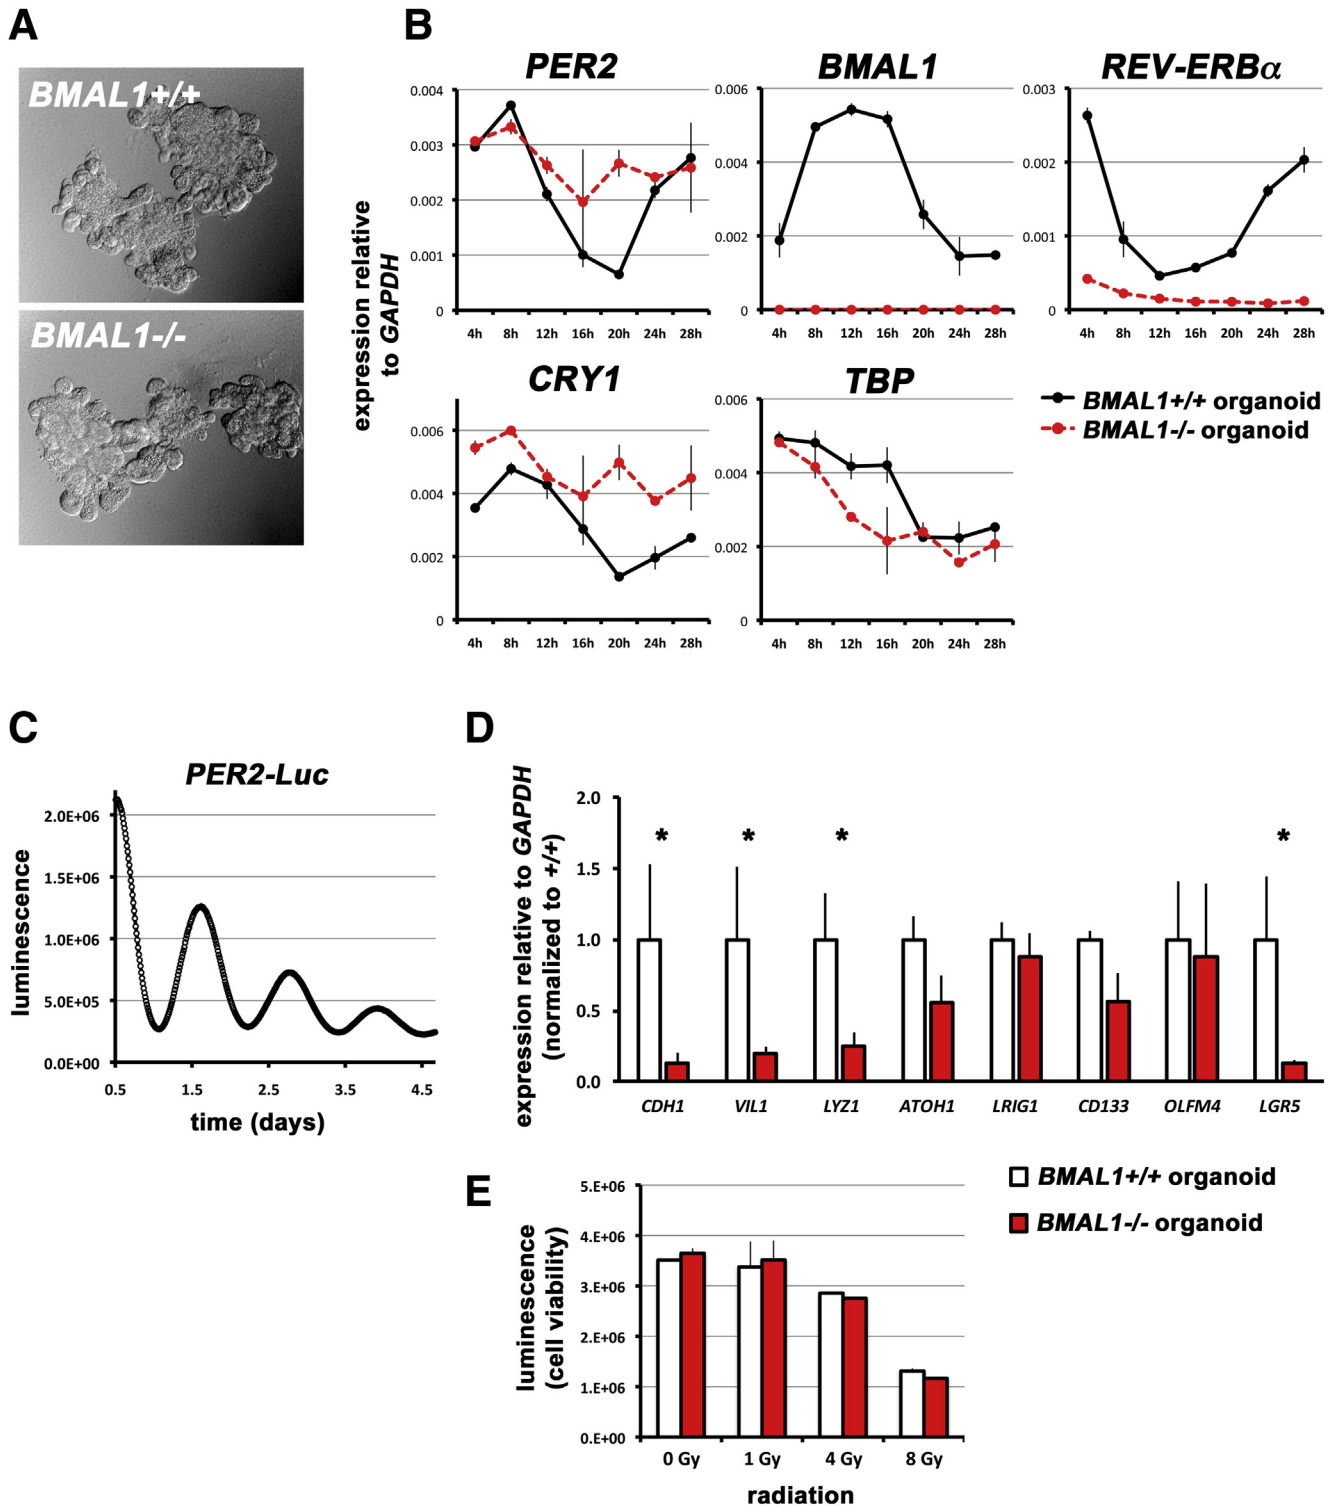 A
BMAL1+/+
BMAL1-/-
B
expression relative
to GAPDH
PER2
0.004
0.003
0.002
0.001
0
4h 8h 12h 16h 20h 24h 28h
BMAL1
0.006
0.004
0.002
0
4h 8h 12h 16h 20h 24h 28h
REV-ERBα
0.003
0.002
0.001
0
4h 8h 12h 16h 20h 24h 28h
CRY1
0.006
0.004
0.002
0
4h 8h 12h 16h 20h 24h 28h
TBP
0.006
0.004
0.002
0
4h 8h 12h 16h 20h 24h 28h
BMAL1+/+ organoid
BMAL1-/- organoid
C
PER2-Luc
luminescence
2.0E+06
1.5E+06
1.0E+06
5.0E+05
0.0E+00
0.5 1.5 2.5 3.5 4.5
time (days)
D
expression relative to GAPDH
(normalized to +/+)
2.0
1.5
1.0
0.5
0.0
* * * *
CDH1 VIL1 LYZ1 ATOH1 LRIG1 CD133 OLFM4 LGR5
BMAL1+/+ organoid
BMAL1-/- organoid
E
luminescence
(cell viability)
5.E+06
4.E+06
3.E+06
2.E+06
1.E+06
0.E+00
0 Gy 1 Gy 4 Gy 8 Gy
radiation